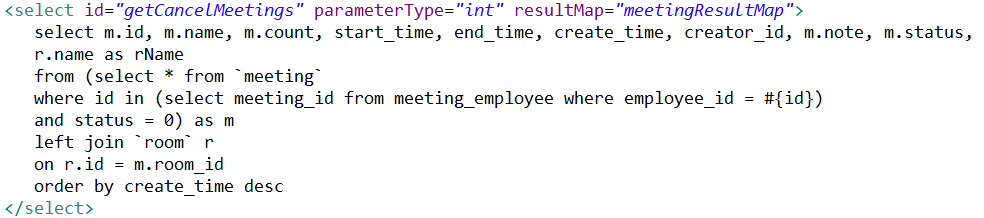 <select id="getCancelMeetings" parameterType="int" resultMap="meetingResultMap">
select m.id, m.name, m.count, start_time, end_time, create_time, creator_id, m.note, m.status,
r.name as rName
from (select * from `meeting`
where id in (select meeting_id from meeting_employee where employee_id = #{id})
and status = 0) as m
left join `room` r
on r.id = m.room_id
order by create_time desc
</select>